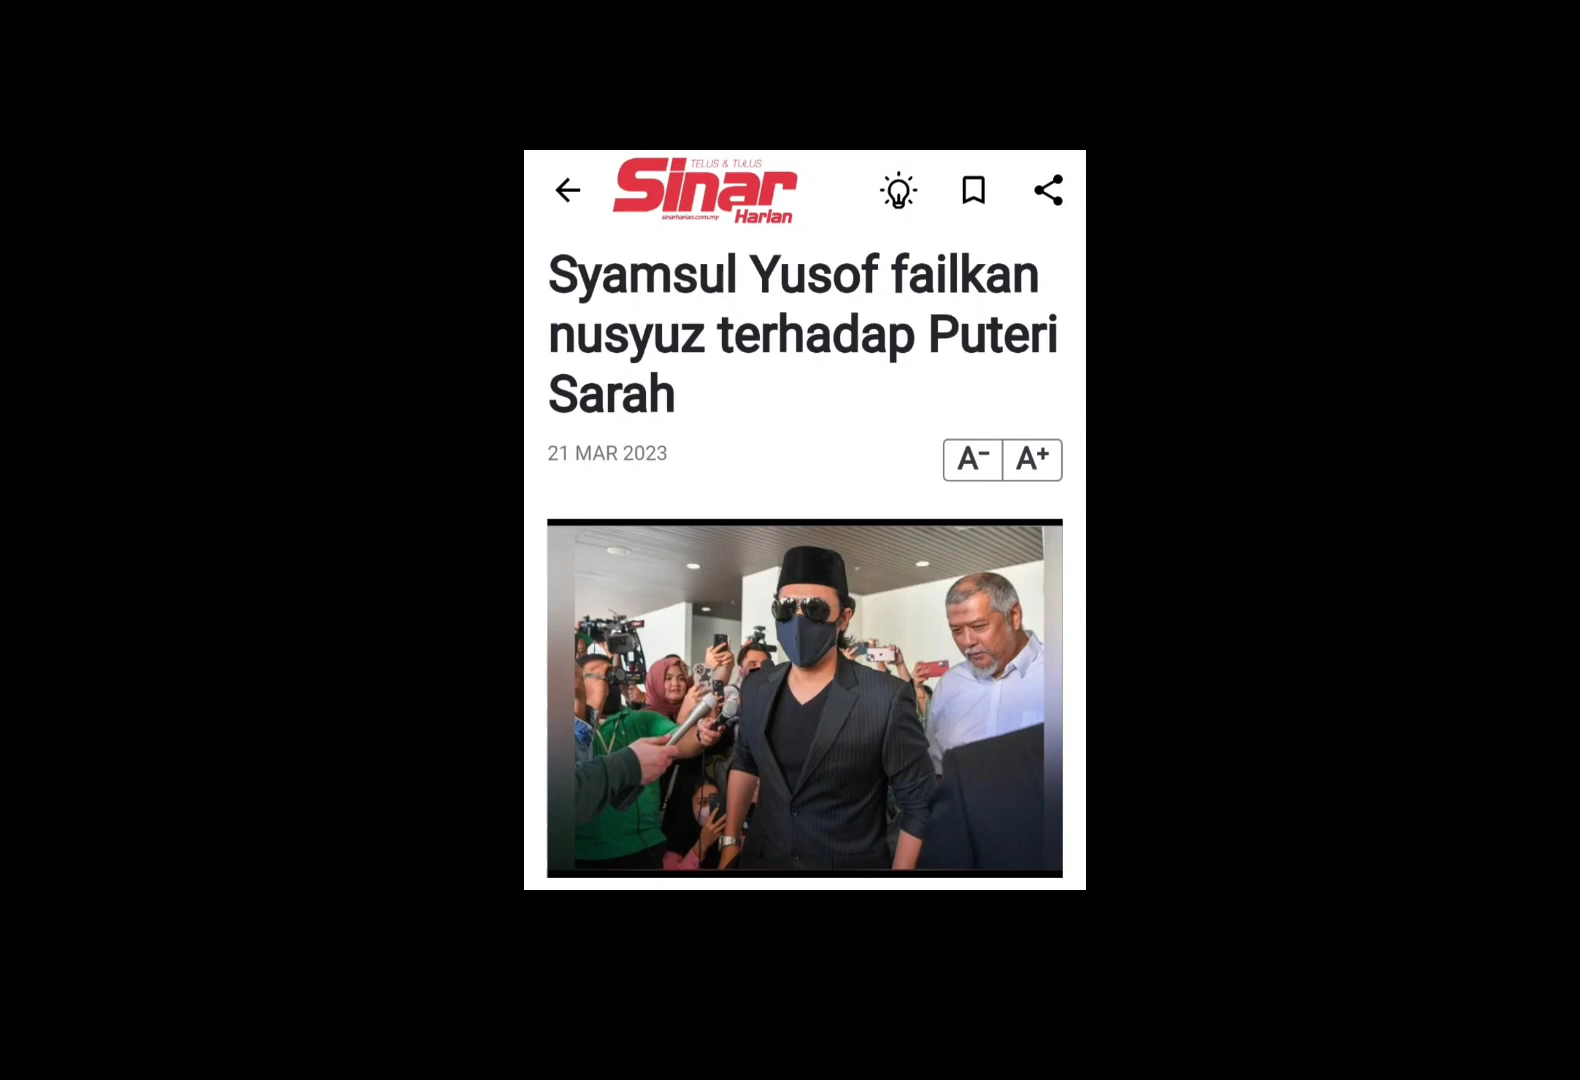 TELUS & TULUS
Sinar
Harian
sinarharian.com.my
Syamsul Yusof failkan
nusyuz terhadap Puteri
Sarah
21 MAR 2023
A- A+